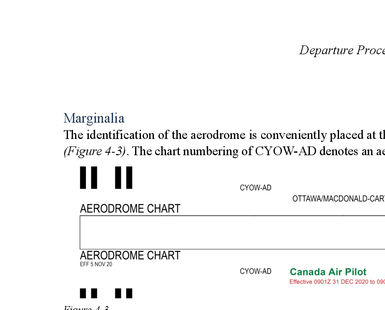 Departure Proce
Marginalia
The identification of the aerodrome is conveniently placed at th
(Figure 4-3). The chart numbering of CYOW-AD denotes an ae
CYOW-AD
OTTAWA/MACDONALD-CAR
AERODROME CHART
AERODROME CHART
EFF 5 NOV 20
CYOW-AD
Canada Air Pilot
Effective 0901Z 31 DEC 2020 to 090
Figure 4-3